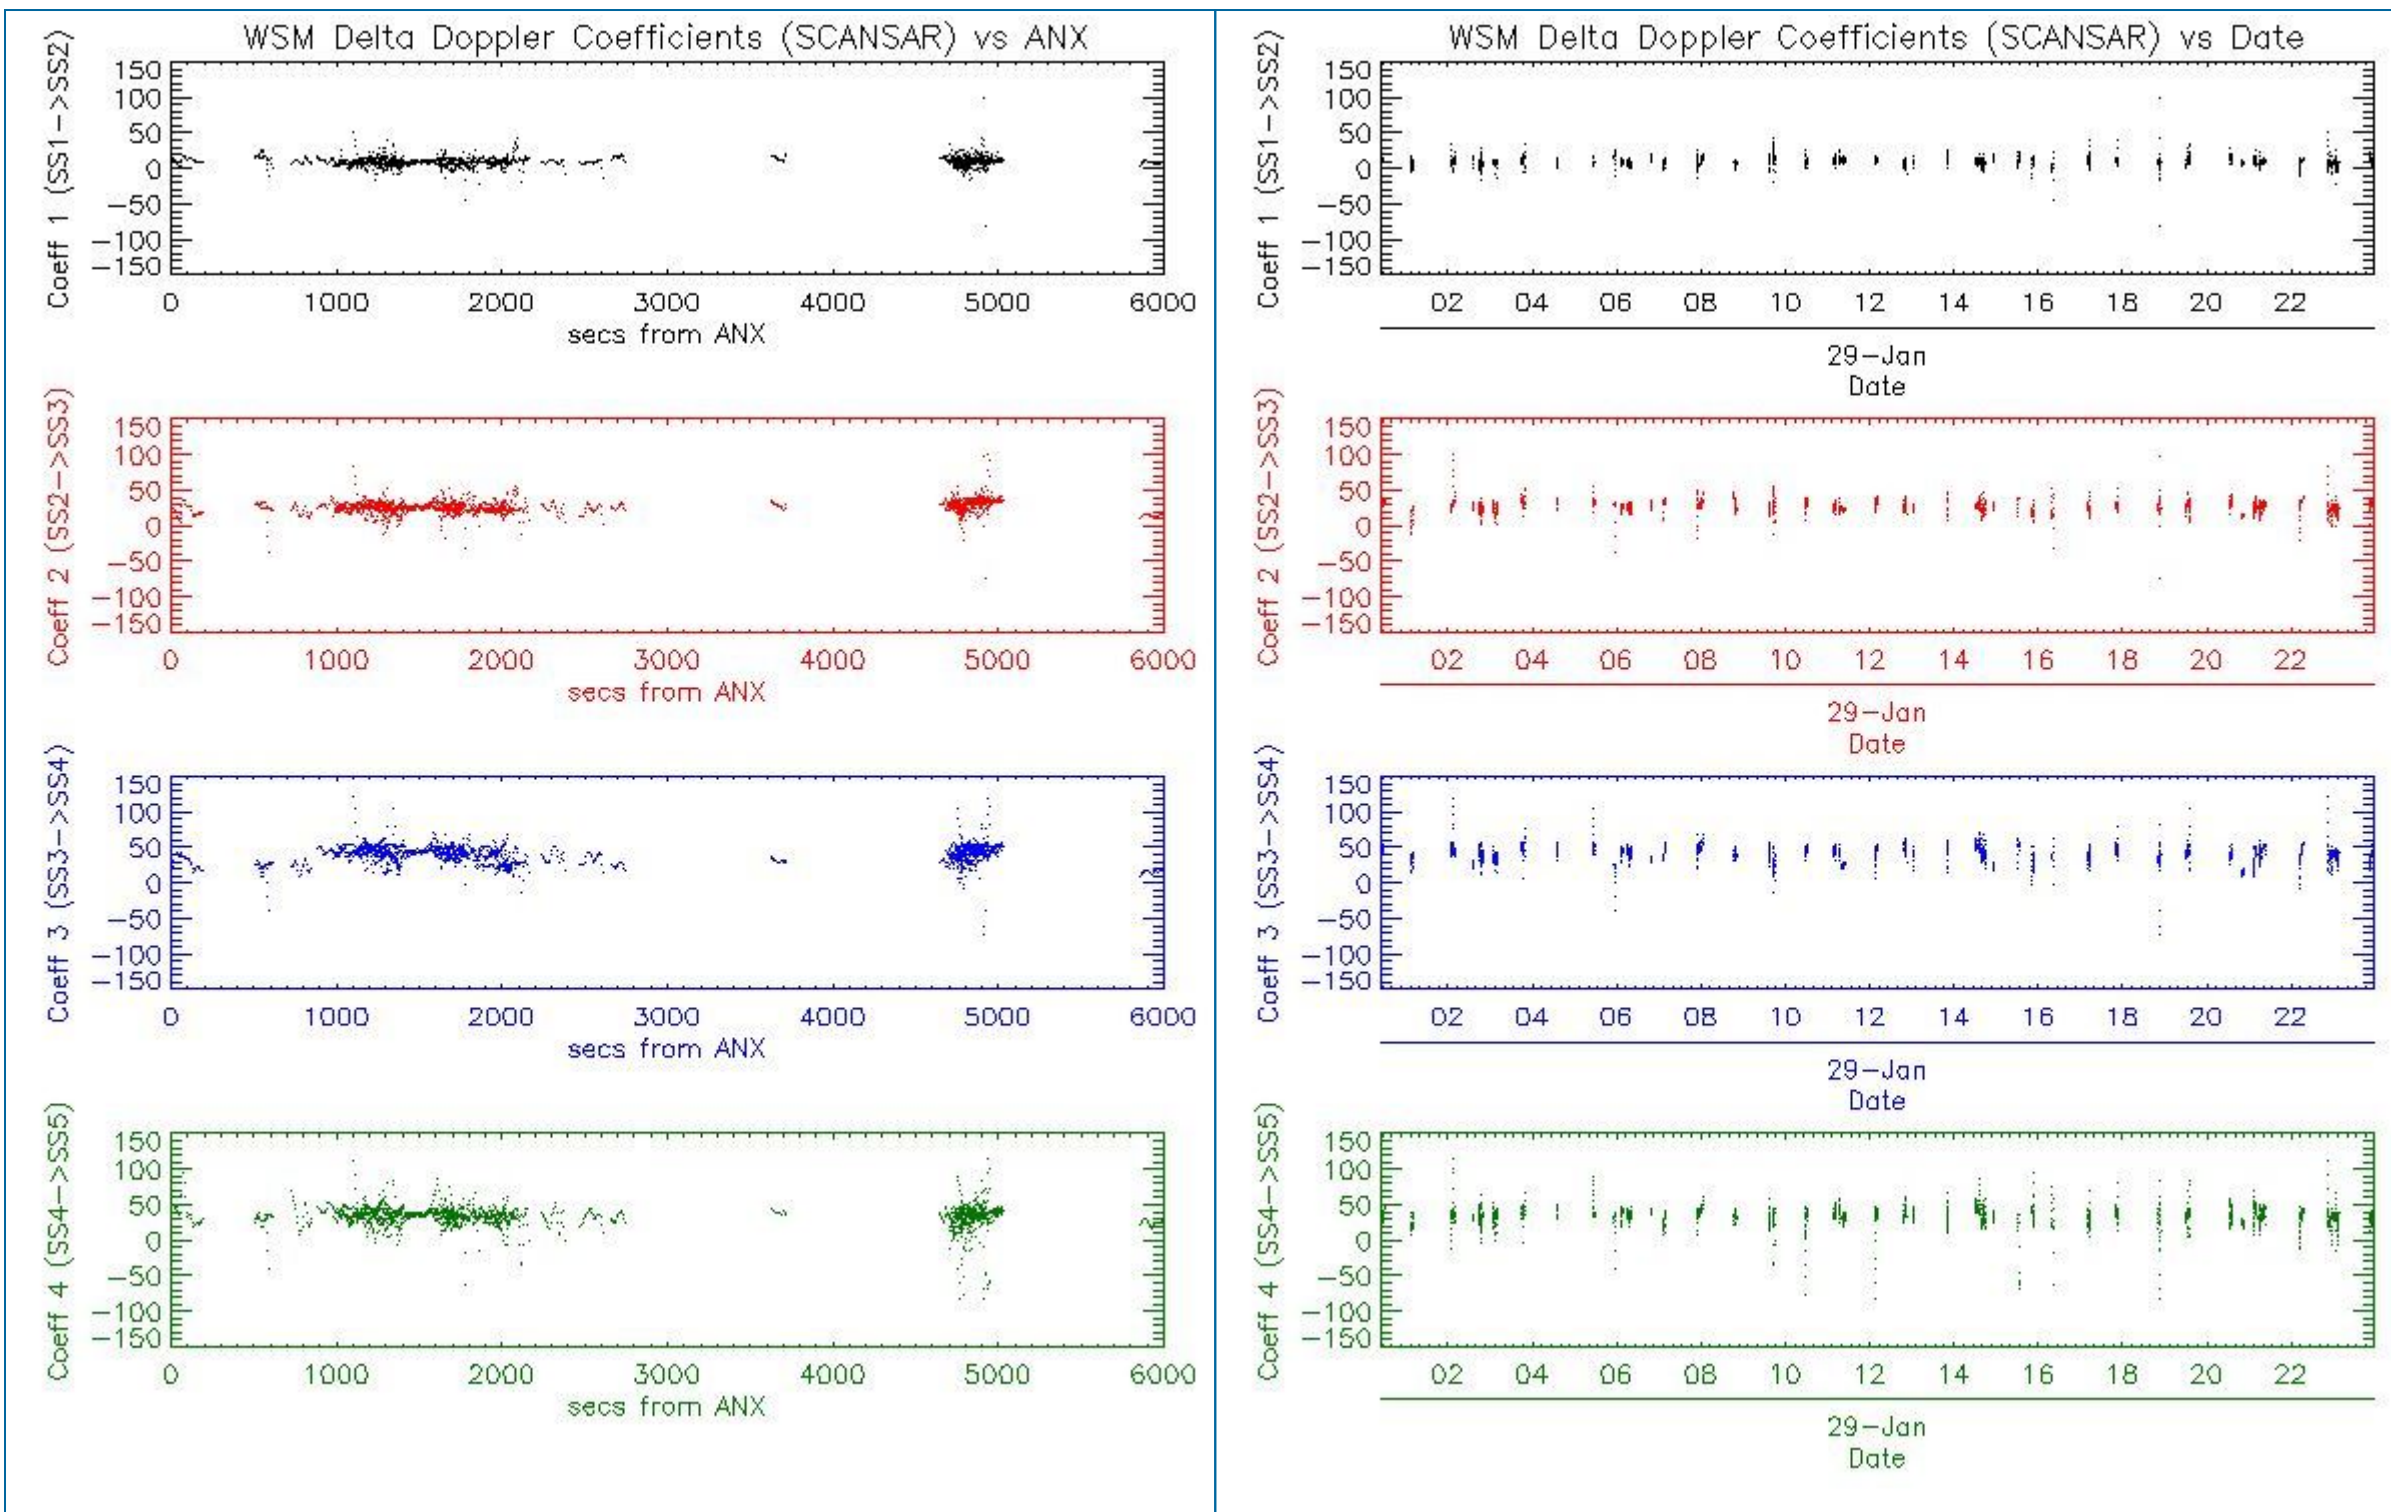 WSM Delta Doppler Coefficients (SCANSAR) vs ANX
Coeff 1 (SS1->SS2)
150
100
50
0
-50
-100
-150
0 1000 2000 3000 4000 5000 6000
secs from ANX
Coeff 2 (SS2->SS3)
150
100
50
0
-50
-100
-150
0 1000 2000 3000 4000 5000 6000
secs from ANX
Coeff 3 (SS3->SS4)
150
100
50
0
-50
-100
-150
0 1000 2000 3000 4000 5000 6000
secs from ANX
Coeff 4 (SS4->SS5)
150
100
50
0
-50
-100
-150
0 1000 2000 3000 4000 5000 6000
secs from ANX
WSM Delta Doppler Coefficients (SCANSAR) vs Date
Coeff 1 (SS1->SS2)
150
100
50
0
-50
-100
-150
02 04 06 08 10 12 14 16 18 20 22
29-Jan
Date
Coeff 2 (SS2->SS3)
150
100
50
0
-50
-100
-150
02 04 06 08 10 12 14 16 18 20 22
29-Jan
Date
Coeff 3 (SS3->SS4)
150
100
50
0
-50
-100
-150
02 04 06 08 10 12 14 16 18 20 22
29-Jan
Date
Coeff 4 (SS4->SS5)
150
100
50
0
-50
-100
-150
02 04 06 08 10 12 14 16 18 20 22
29-Jan
Date